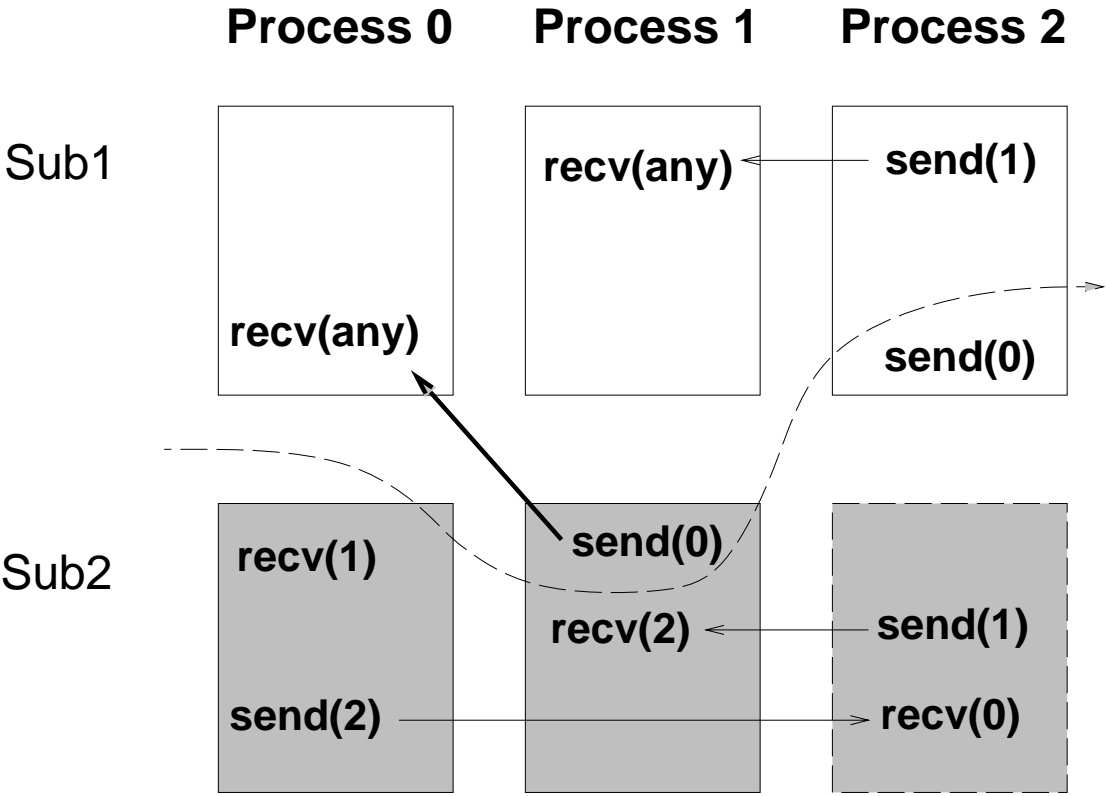 Process 0 Process 1 Process 2
Sub1
recv(any) send(1)
recv(any)
send(0)
Sub2
recv(1) send(0)
recv(2) send(1)
send(2) recv(0)